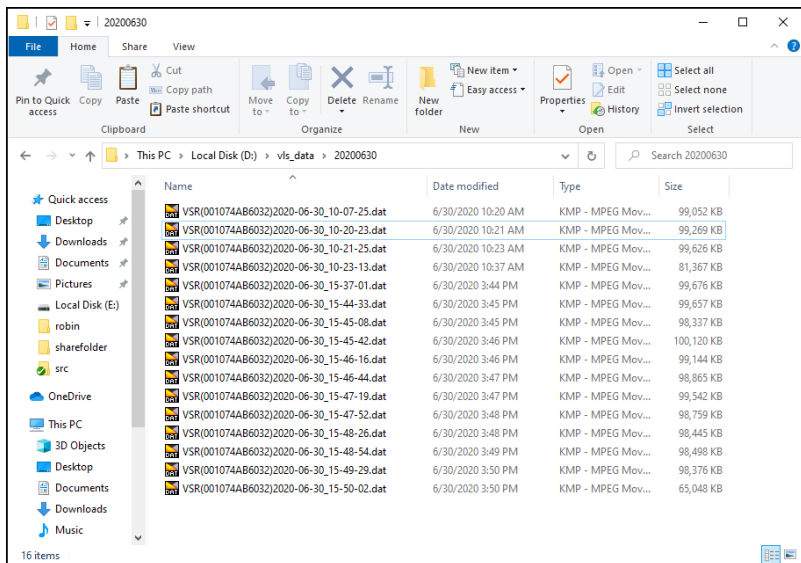 20200630
File Home Share View
Pin to Quick access
Copy
Paste
Cut
Copy path
Paste shortcut
Clipboard
Move to
Copy to
Delete
Rename
Organize
New folder
New item
Easy access
New
Properties
Open
Edit
History
Open
Select all
Select none
Invert selection
Select
This PC > Local Disk (D:) > vls_data > 20200630
Search 20200630
Quick access
Desktop
Downloads
Documents
Pictures
Local Disk (E:)
robin
sharefolder
src
OneDrive
This PC
3D Objects
Desktop
Documents
Downloads
Music
Name Date modified Type Size
VSR(001074AB6032)2020-06-30_10-07-25.dat 6/30/2020 10:20 AM KMP - MPEG Mov... 99,052 KB
VSR(001074AB6032)2020-06-30_10-20-23.dat 6/30/2020 10:21 AM KMP - MPEG Mov... 99,269 KB
VSR(001074AB6032)2020-06-30_10-21-25.dat 6/30/2020 10:23 AM KMP - MPEG Mov... 99,626 KB
VSR(001074AB6032)2020-06-30_10-23-13.dat 6/30/2020 10:37 AM KMP - MPEG Mov... 81,367 KB
VSR(001074AB6032)2020-06-30_15-37-01.dat 6/30/2020 3:44 PM KMP - MPEG Mov... 99,676 KB
VSR(001074AB6032)2020-06-30_15-44-33.dat 6/30/2020 3:45 PM KMP - MPEG Mov... 99,657 KB
VSR(001074AB6032)2020-06-30_15-45-08.dat 6/30/2020 3:45 PM KMP - MPEG Mov... 98,337 KB
VSR(001074AB6032)2020-06-30_15-45-42.dat 6/30/2020 3:46 PM KMP - MPEG Mov... 100,120 KB
VSR(001074AB6032)2020-06-30_15-46-16.dat 6/30/2020 3:46 PM KMP - MPEG Mov... 99,144 KB
VSR(001074AB6032)2020-06-30_15-46-44.dat 6/30/2020 3:47 PM KMP - MPEG Mov... 98,865 KB
VSR(001074AB6032)2020-06-30_15-47-19.dat 6/30/2020 3:47 PM KMP - MPEG Mov... 99,542 KB
VSR(001074AB6032)2020-06-30_15-47-52.dat 6/30/2020 3:48 PM KMP - MPEG Mov... 98,759 KB
VSR(001074AB6032)2020-06-30_15-48-26.dat 6/30/2020 3:48 PM KMP - MPEG Mov... 98,445 KB
VSR(001074AB6032)2020-06-30_15-48-54.dat 6/30/2020 3:49 PM KMP - MPEG Mov... 98,498 KB
VSR(001074AB6032)2020-06-30_15-49-29.dat 6/30/2020 3:50 PM KMP - MPEG Mov... 98,376 KB
VSR(001074AB6032)2020-06-30_15-50-02.dat 6/30/2020 3:50 PM KMP - MPEG Mov... 65,048 KB
16 items